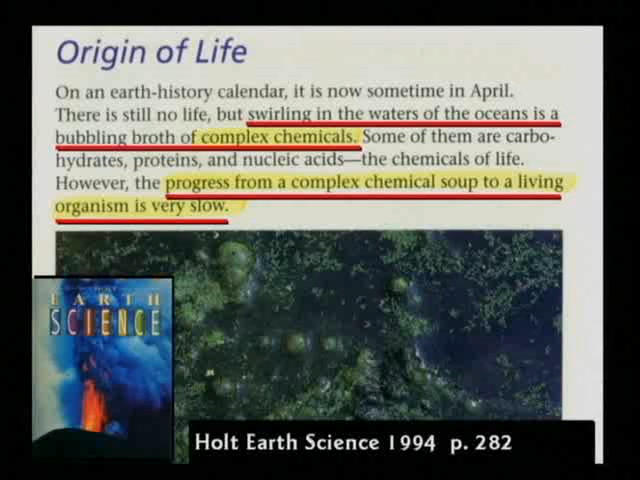 Origin of Life
On an earth-history calendar, it is now sometime in April.
There is still no life, but swirling in the waters of the oceans is a
bubbling broth of complex chemicals. Some of them are carbo-
hydrates, proteins, and nucleic acids—the chemicals of life.
However, the progress from a complex chemical soup to a living
organism is very slow.
EARTH
SCIENCE
Holt Earth Science 1994 p. 282